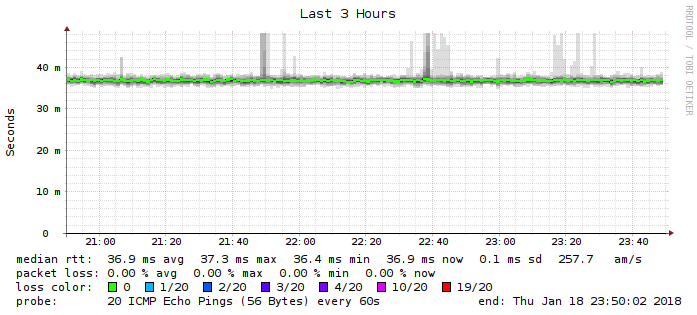 Last 3 Hours
RRDTOOL / TOBI OETIKER
Seconds
40 m
30 m
20 m
10 m
0
21:00 21:20 21:40 22:00 22:20 22:40 23:00 23:20 23:40
median rtt: 36.9 ms avg 37.3 ms max 36.4 ms min 36.9 ms now 0.1 ms sd 257.7 am/s
packet loss: 0.00 % avg 0.00 % max 0.00 % min 0.00 % now
loss color: 0 1/20 2/20 3/20 4/20 10/20 19/20
probe: 20 ICMP Echo Pings (56 Bytes) every 60s end: Thu Jan 18 23:50:02 2018